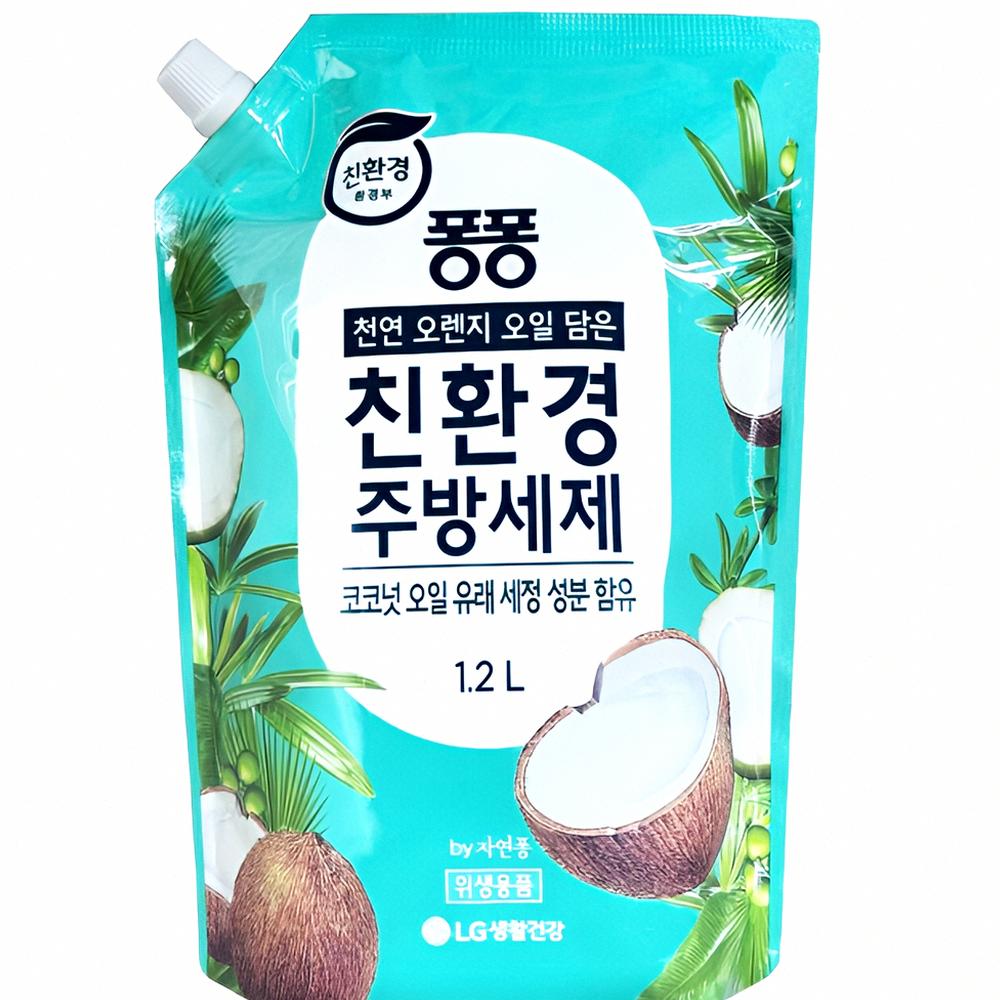 친환경
환경부
퐁퐁
천연 오렌지 오일 담은
친환경
주방세제
코코넛 오일 유래 세정 성분 함유
1.2 L
by 자연퐁
위생용품
LG생활건강